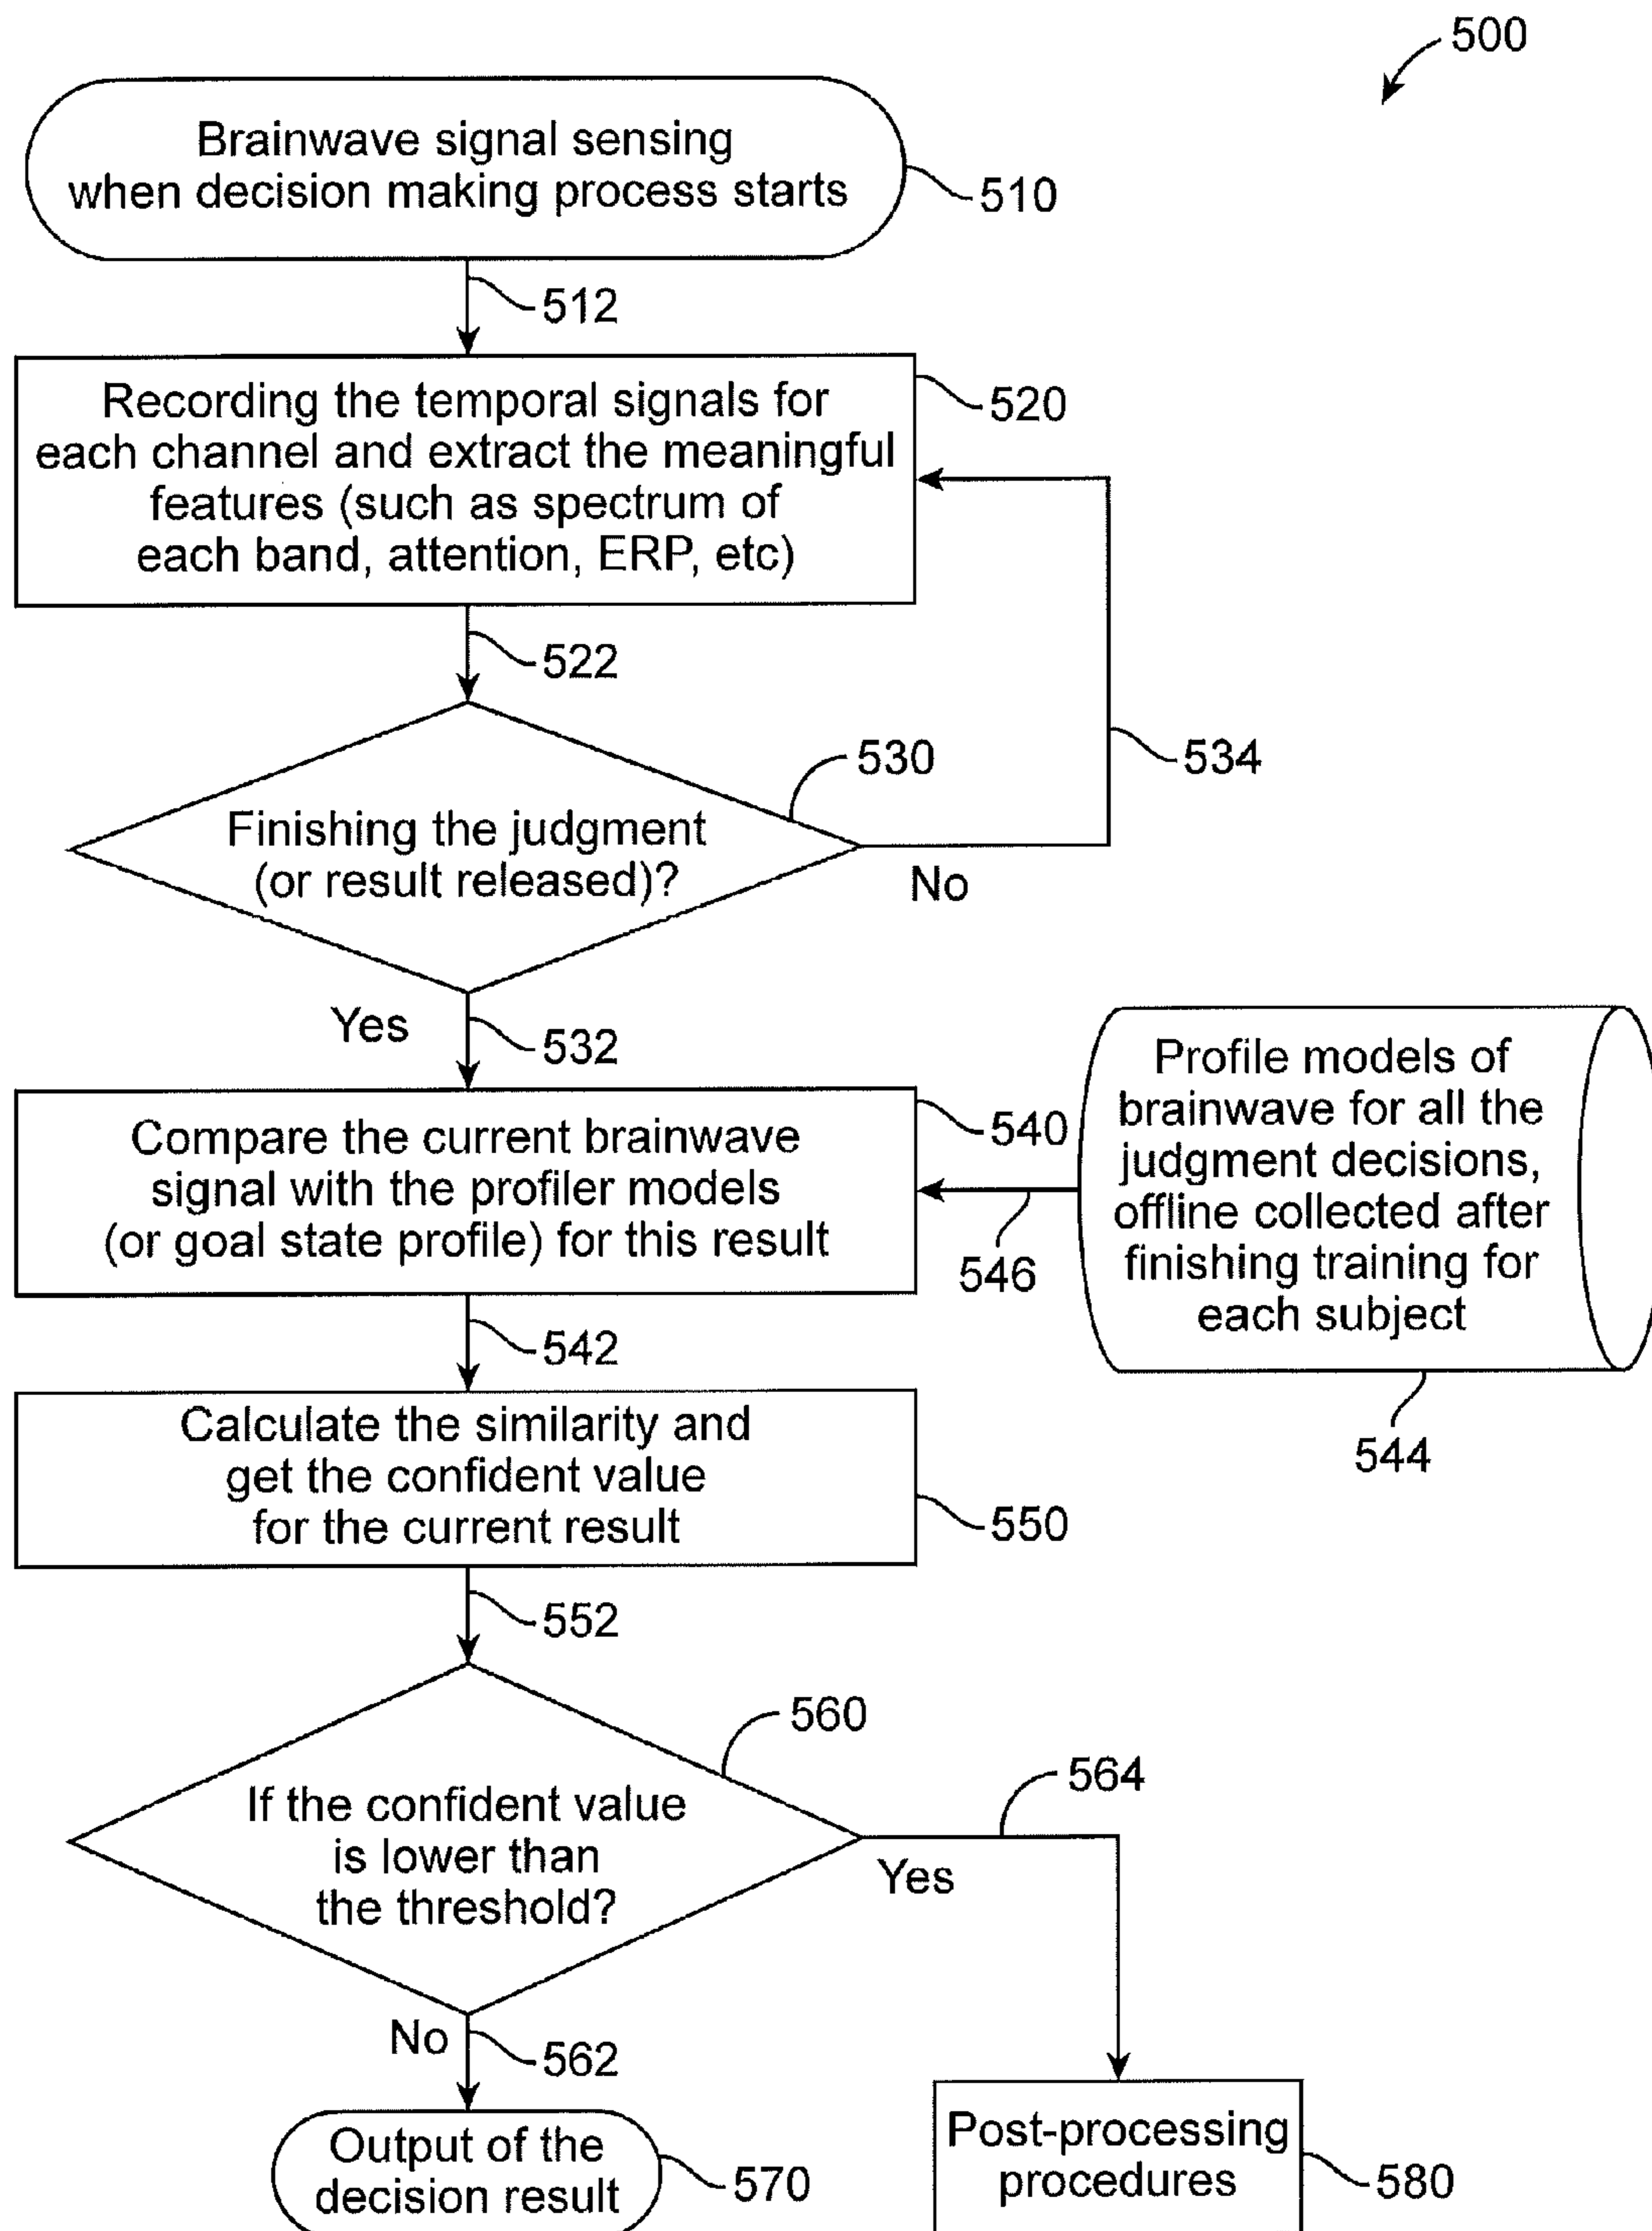 500
Brainwave signal sensing
when decision making process starts
510
512
Recording the temporal signals for
each channel and extract the meaningful
features (such as spectrum of
each band, attention, ERP, etc)
520
522
530
Finishing the judgment
(or result released)?
534
No
Yes
532
Compare the current brainwave
signal with the profiler models
(or goal state profile) for this result
540
546
Profile models of
brainwave for all the
judgment decisions,
offline collected after
finishing training for
each subject
544
542
Calculate the similarity and
get the confident value
for the current result
550
552
560
If the confident value
is lower than
the threshold?
564
Yes
No
562
Output of the
decision result
570
Post-processing
procedures
580